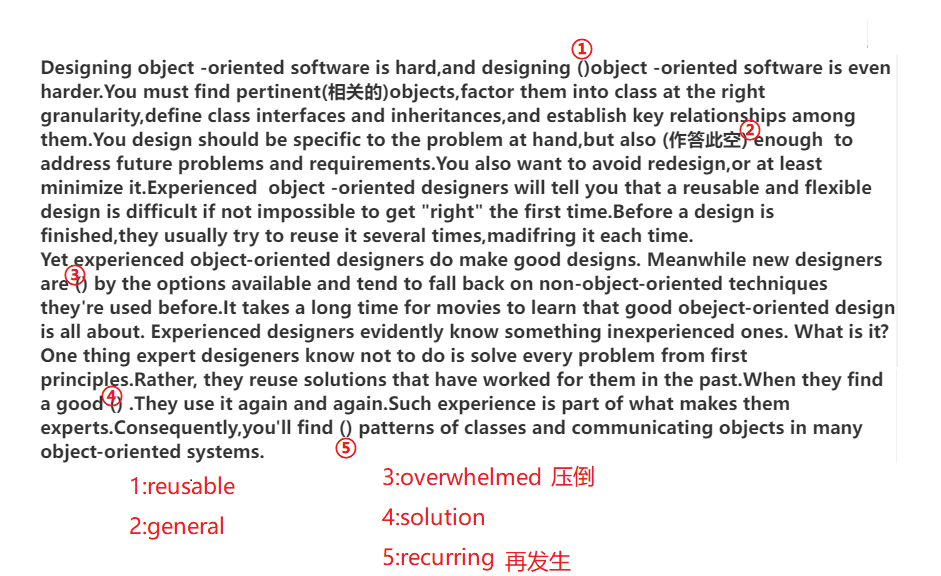 ①
Designing object -oriented software is hard,and designing ()object -oriented software is even
harder.You must find pertinent(相关的)objects,factor them into class at the right
granularity,define class interfaces and inheritances,and establish key relationships among
②
them.You design should be specific to the problem at hand,but also (作答此空) enough to
address future problems and requirements.You also want to avoid redesign,or at least
minimize it.Experienced object -oriented designers will tell you that a reusable and flexible
design is difficult if not impossible to get "right" the first time.Before a design is
finished,they usually try to reuse it several times,madifring it each time.
Yet experienced object-oriented designers do make good designs. Meanwhile new designers
③
are () by the options available and tend to fall back on non-object-oriented techniques
they're used before.It takes a long time for movies to learn that good obeject-oriented design
is all about. Experienced designers evidently know something inexperienced ones. What is it?
One thing expert desigeners know not to do is solve every problem from first
principles.Rather, they reuse solutions that have worked for them in the past.When they find
④
a good () .They use it again and again.Such experience is part of what makes them
experts.Consequently,you'll find () patterns of classes and communicating objects in many
⑤
object-oriented systems.
1:reusable
2:general
3:overwhelmed 压倒
4:solution
5:recurring 再发生